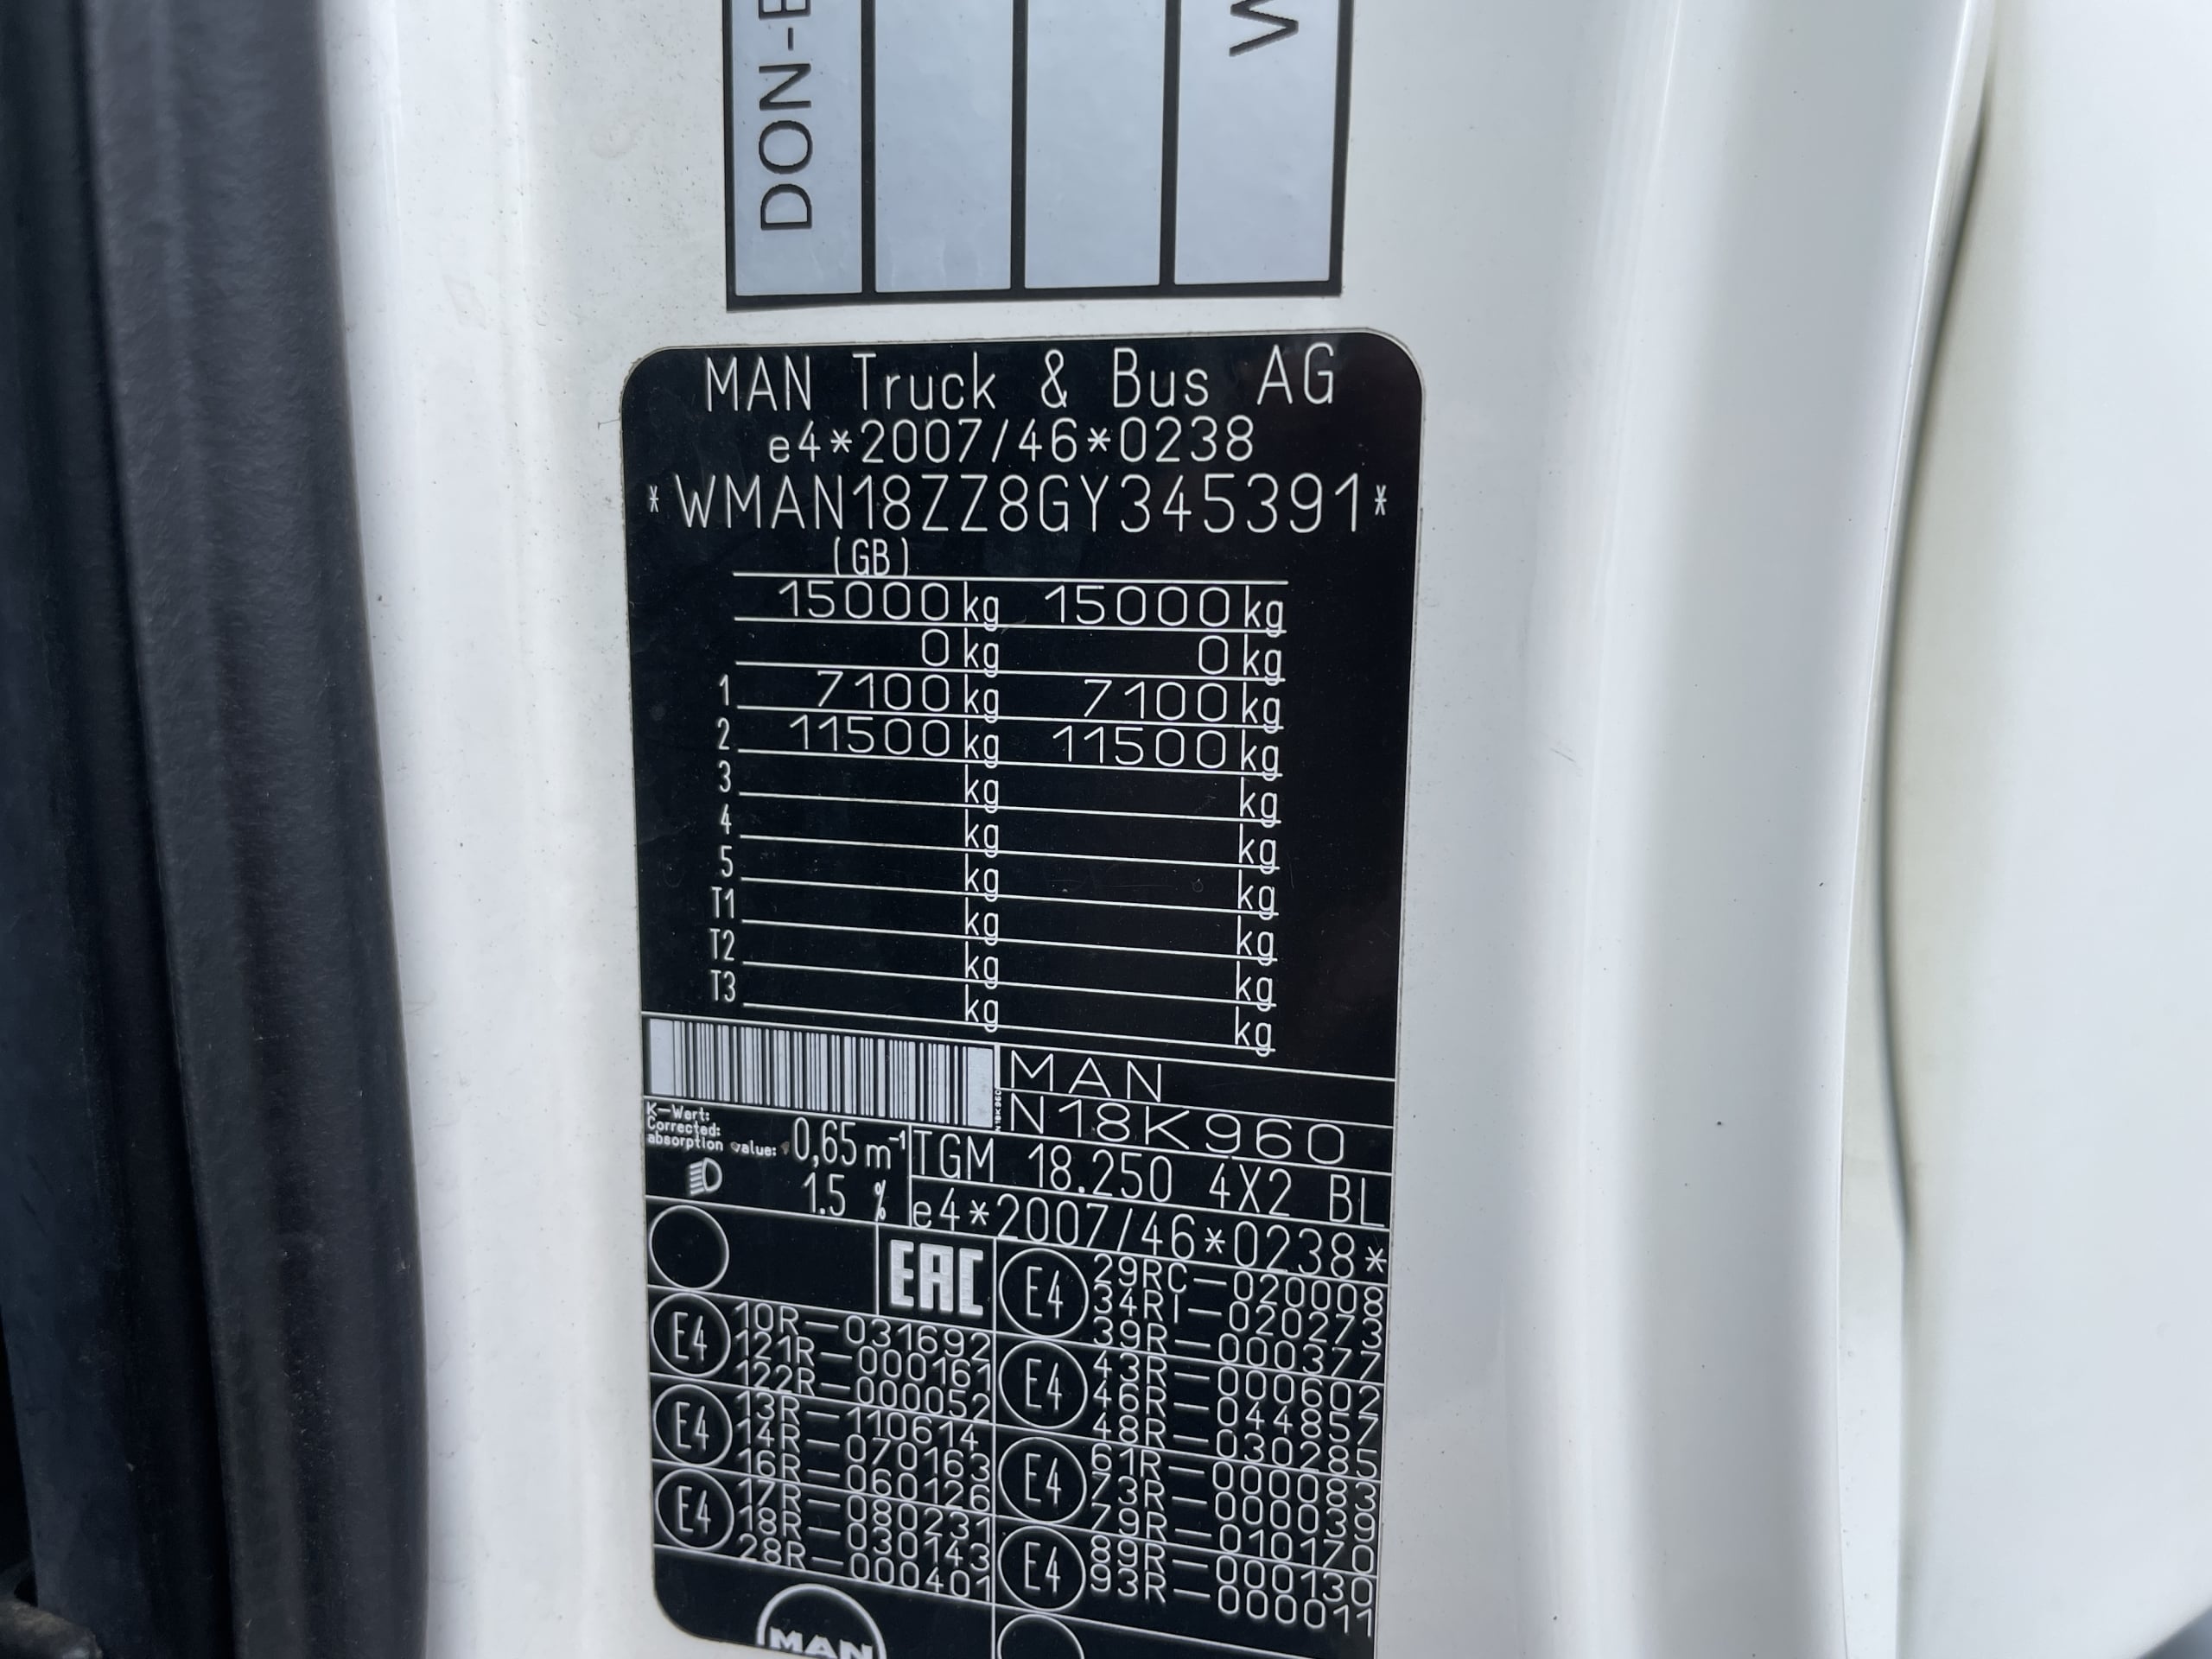 DON-E
W
MAN Truck & Bus AG
e4*2007/46*0238
*WMAN18ZZ8GY345391*
(GB)
15000kg 15000kg
0kg 0kg
1 7100kg 7100kg
2 11500kg 11500kg
3 kg kg
4 kg kg
5 kg kg
T1 kg kg
T2 kg kg
T3 kg kg
MAN
N18K960
N18K960
K-Wert:
Corrected:
absorption value: 0,65 m⁻¹
TGM 18.250 4X2 BL
1.5 %
e4*2007/46*0238*
EAC
E4
10R-031692
121R-000161
122R-000052
E4
13R-110614
14R-070163
16R-060126
E4
17R-080231
18R-030143
28R-000401
E4
29RC-020008
34RI-020273
39R-000377
E4
43R-000602
46R-044857
48R-030285
E4
61R-000083
73R-000039
79R-010170
E4
89R-000130
93R-000011
MAN